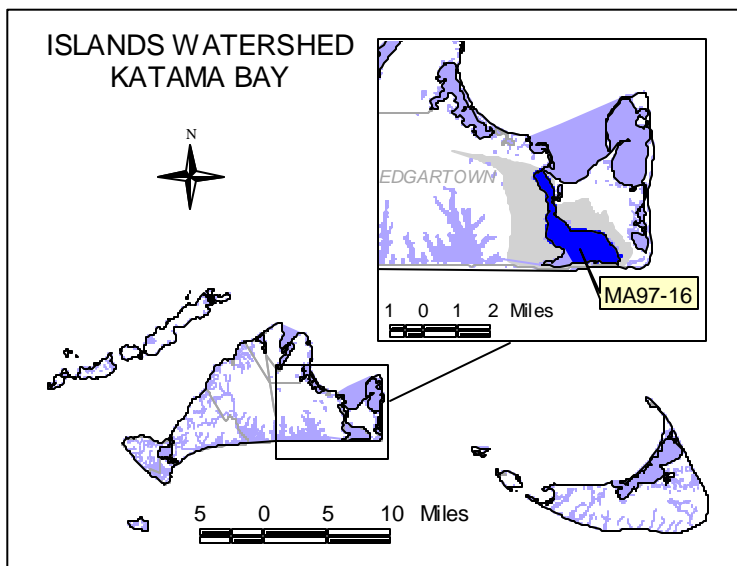 ISLANDS WATERSHED
KATAMA BAY
N
EDGARTOWN
MA97-16
1 0 1 2 Miles
5 0 5 10 Miles